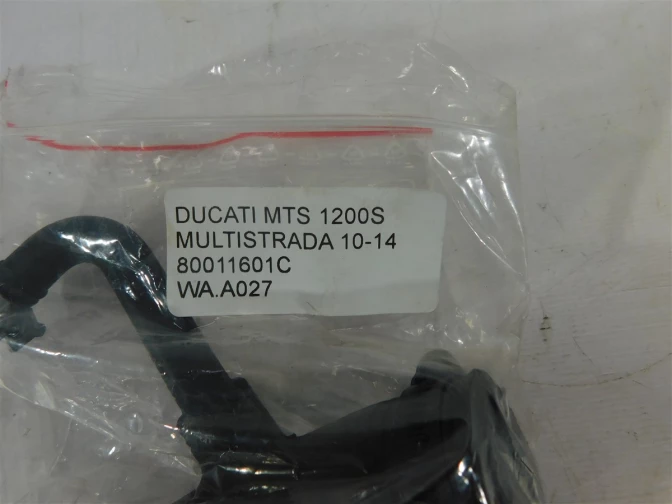 DUCATI MTS 1200S
MULTISTRADA 10-14
80011601C
WA.A027